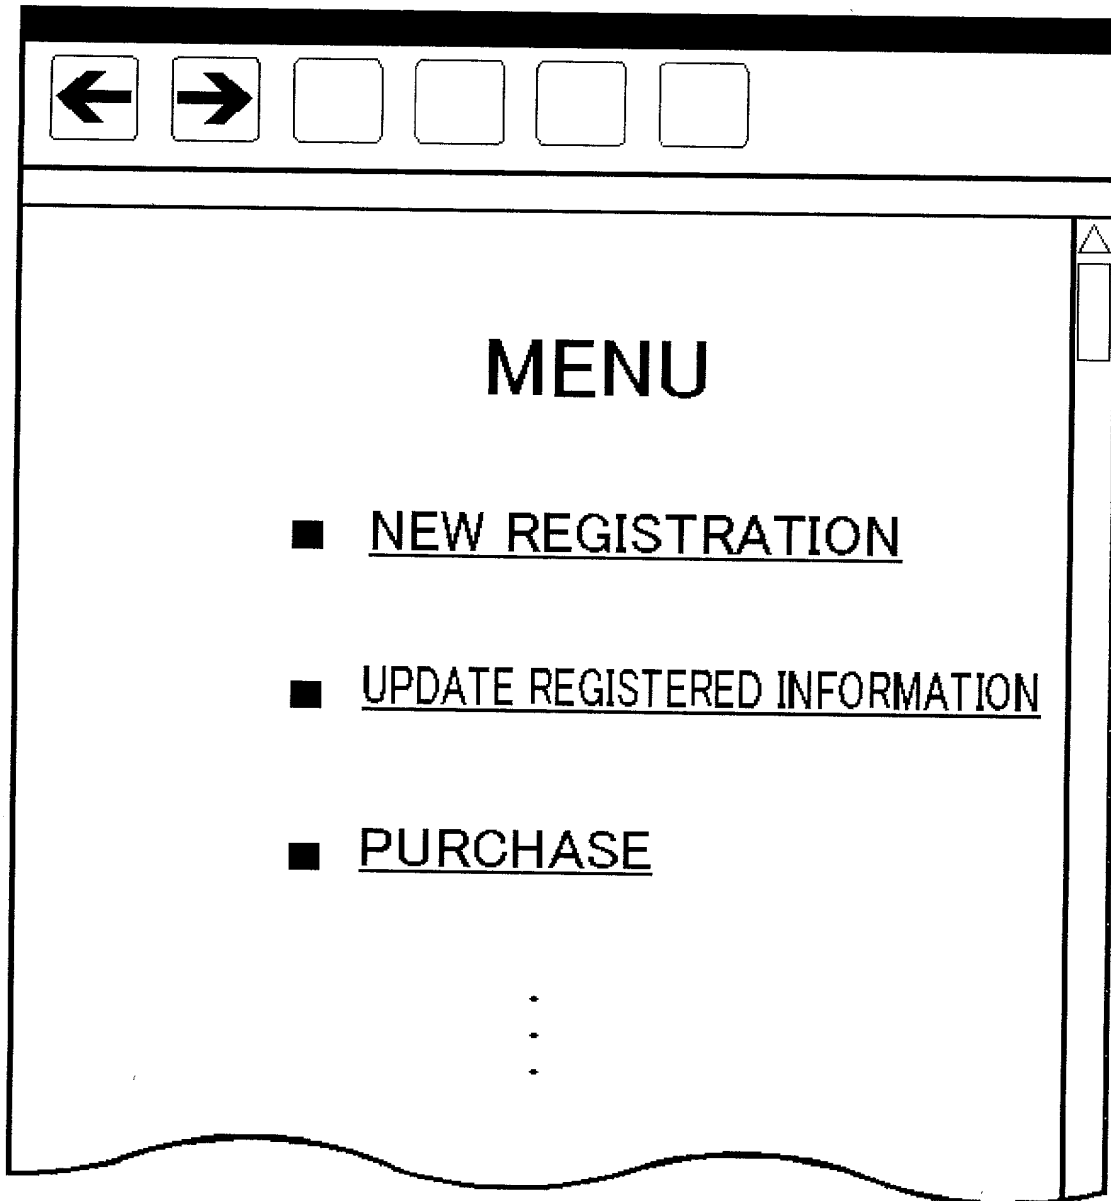 MENU
■ NEW REGISTRATION
■ UPDATE REGISTERED INFORMATION
■ PURCHASE